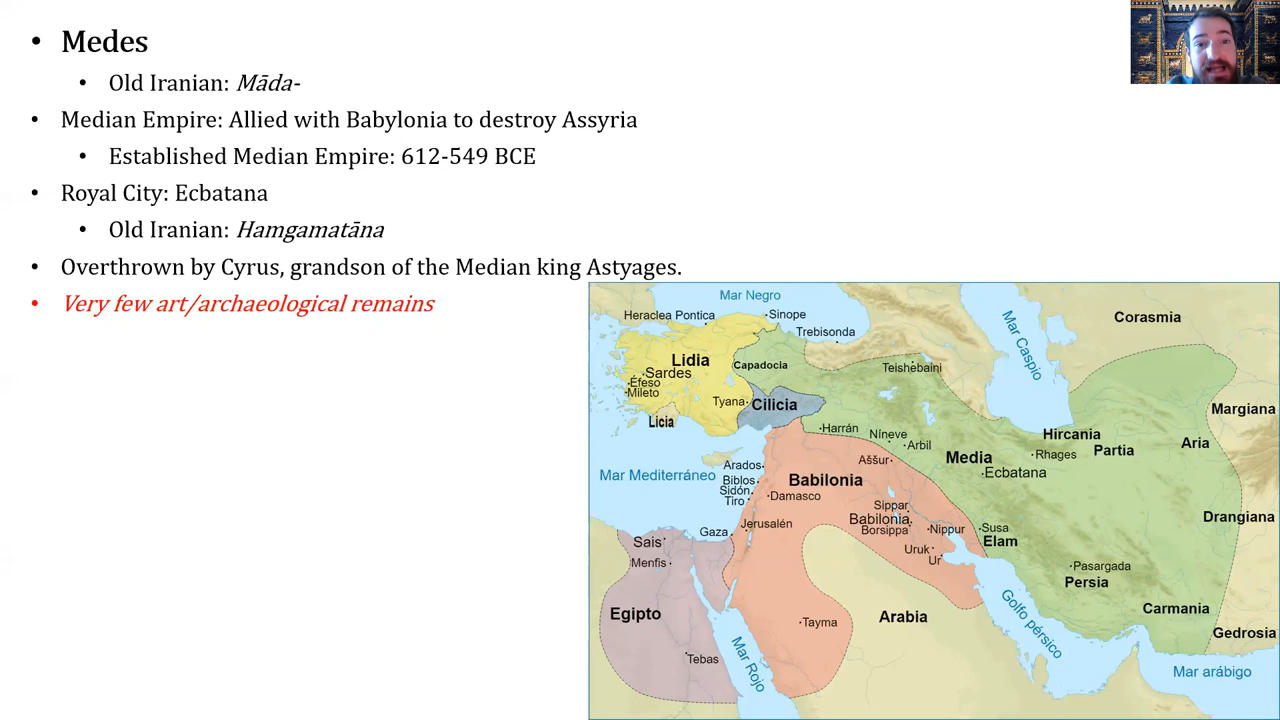 • Medes
• Old Iranian: Māda-
• Median Empire: Allied with Babylonia to destroy Assyria
• Established Median Empire: 612-549 BCE
• Royal City: Ecbatana
• Old Iranian: Hamgamatāna
• Overthrown by Cyrus, grandson of the Median king Astyages.
• Very few art/archaeological remains
Mar Negro
Heraclea Pontica
Sinope
Trebisonda
Corasmia
Mar Caspio
Lidia
Sardes
Éfeso
Mileto
Capadocia
Teishebaini
Tyana
Cilicia
Licia
Harrán
Níneve
Arbil
Aššur
Media
Ecbatana
Hircania
Rhages
Partia
Margiana
Aria
Mar Mediterráneo
Arados
Biblos
Sidón
Tiro
Damasco
Babilonia
Sippar
Babilonia
Borsippa
Nippur
Susa
Elam
Drangiana
Gaza
Jerusalén
Uruk
Ur
Sais
Menfis
Pasargada
Persia
Egipto
Tayma
Arabia
Golfo pérsico
Carmania
Gedrosia
Tebas
Mar Rojo
Mar arábigo